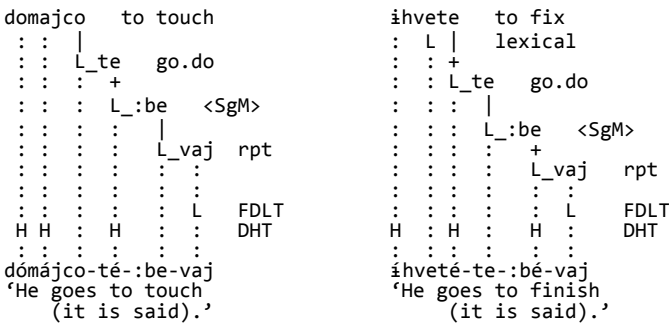 domajco   to touch              ɨhvete   to fix
 : :  |                         :  L |    lexical
 : :  L_te   go.do              :  : +
 : :  :  +                      :  : L_te   go.do
 : :  :  L_:be   <SgM>          :  : :  |
 : :  :  :   |                  :  : :  L_:be   <SgM>
 : :  :  :   L_vaj  rpt         :  : :  :   +
 : :  :  :   :  :               :  : :  :   L_vaj   rpt
 : :  :  :   :  :               :  : :  :   :  :
 : :  :  :   :  L   FDLT        :  : :  :   :  L   FDLT
 H H  :  H   :  :   DHT         H  : H  :   H  :   DHT
 : :  :  :   :  :               :  : :  :   :  :
dómájco-té-:be-vaj              ɨ́hveté-te-:bé-vaj
‘He goes to touch               ‘He goes to finish
(it is said).’                  (it is said).’